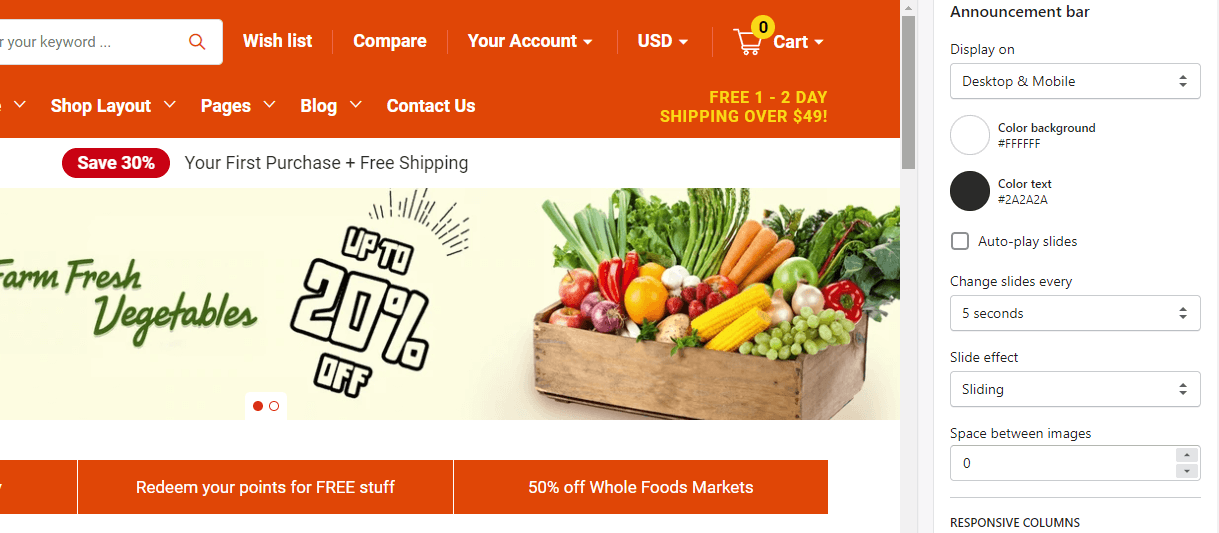 r your keyword ...
Wish list
Compare
Your Account
USD
0
Cart
Shop Layout
Pages
Blog
Contact Us
FREE 1 - 2 DAY
SHIPPING OVER $49!
Save 30%
Your First Purchase + Free Shipping
Farm Fresh
Vegetables
UP TO
20%
OFF
Redeem your points for FREE stuff
50% off Whole Foods Markets
Announcement bar
Display on
Desktop & Mobile
Color background
#FFFFFF
Color text
#2A2A2A
Auto-play slides
Change slides every
5 seconds
Slide effect
Sliding
Space between images
0
RESPONSIVE COLUMNS